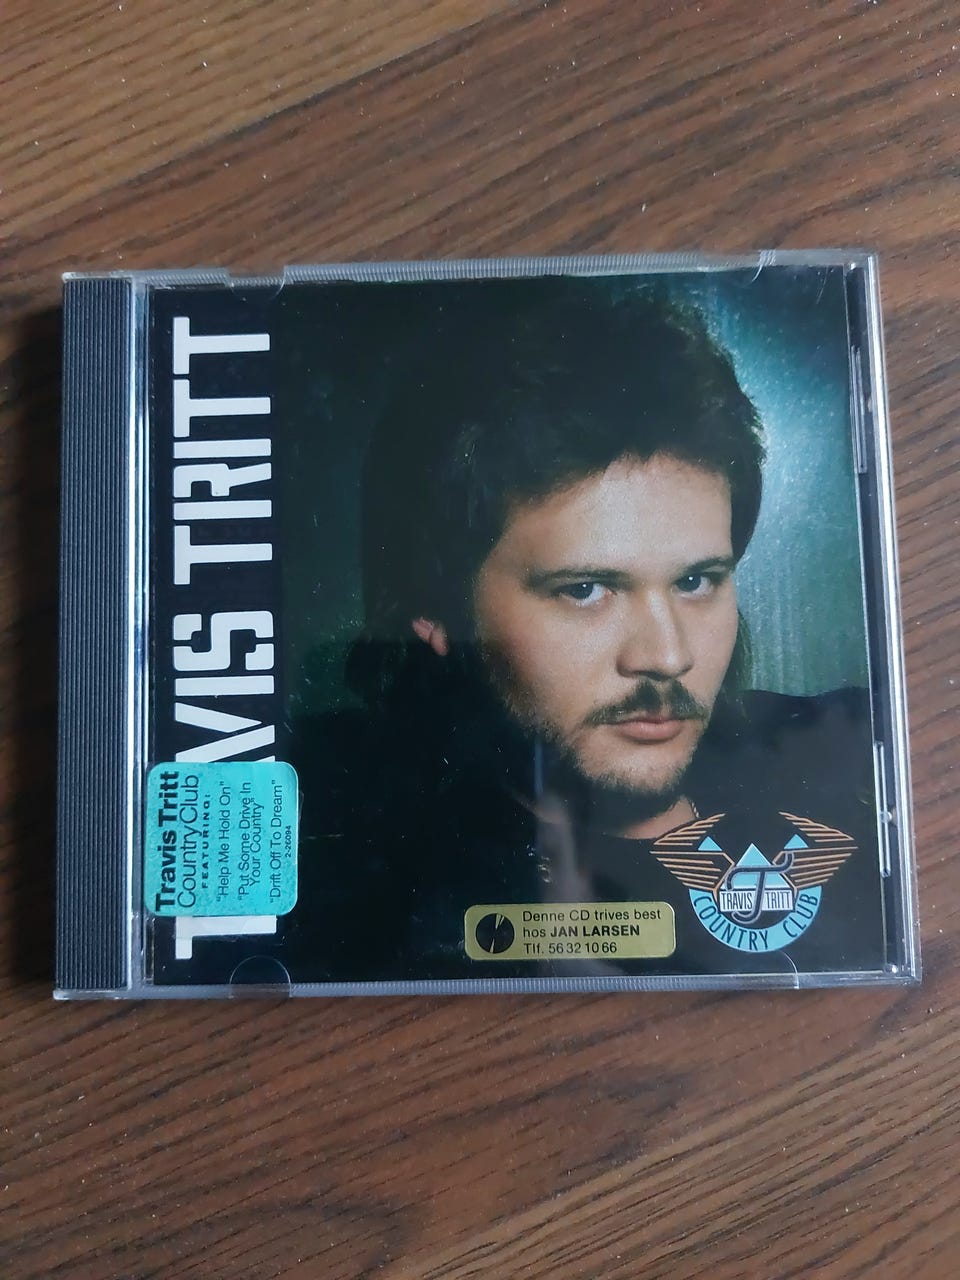 TRAVIS TRITT
Travis Tritt
Country Club
FEATURING:
"Help Me Hold On"
"Put Some Drive In
Your Country"
"Drift Off To Dream"
2-26094
Denne CD trives best
hos JAN LARSEN
Tlf. 56 32 10 66
TRAVIS T TRITT
COUNTRY CLUB